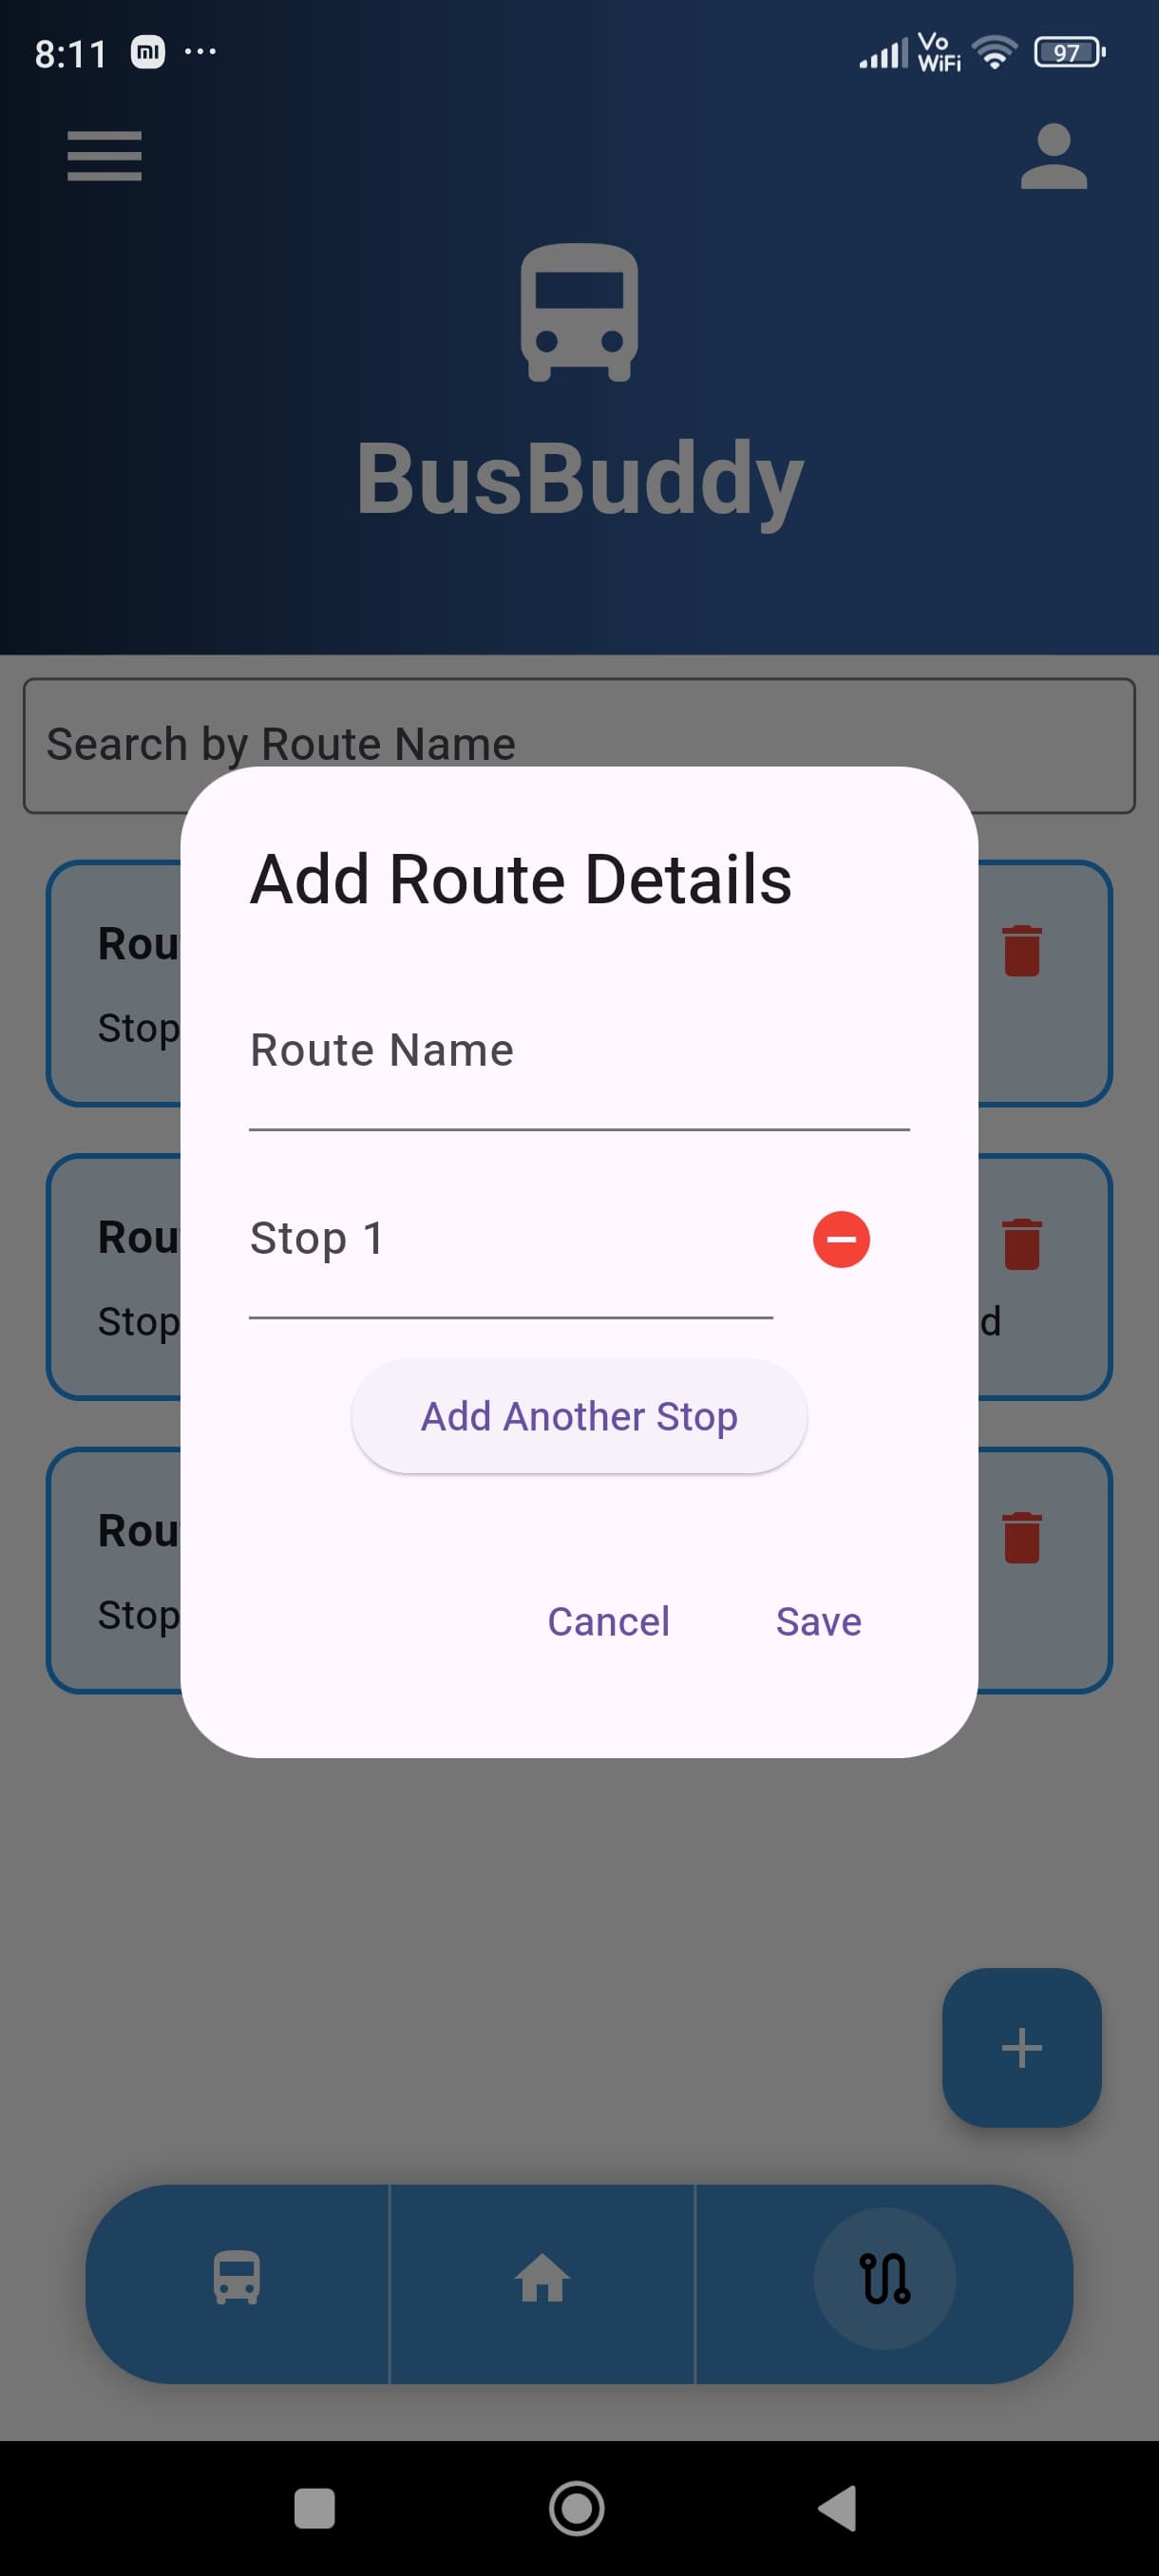 8:11 mi ... Vo WiFi 97
BusBuddy
Search by Route Name
Add Route Details
Rou
Stop
Route Name
Rou
Stop 1
Stop d
Add Another Stop
Rou
Stop
Cancel Save